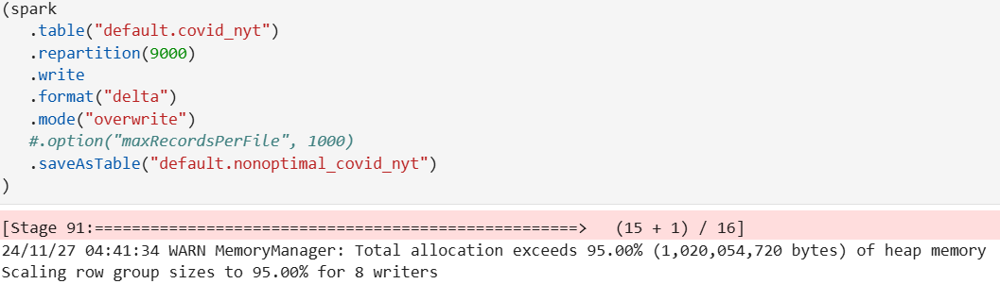 (spark
   .table("default.covid_nyt")
   .repartition(9000)
   .write
   .format("delta")
   .mode("overwrite")
   #.option("maxRecordsPerFile", 1000)
   .saveAsTable("default.nonoptimal_covid_nyt")
)
[Stage 91:===================================================>   (15 + 1) / 16]
24/11/27 04:41:34 WARN MemoryManager: Total allocation exceeds 95.00% (1,020,054,720 bytes) of heap memory
Scaling row group sizes to 95.00% for 8 writers